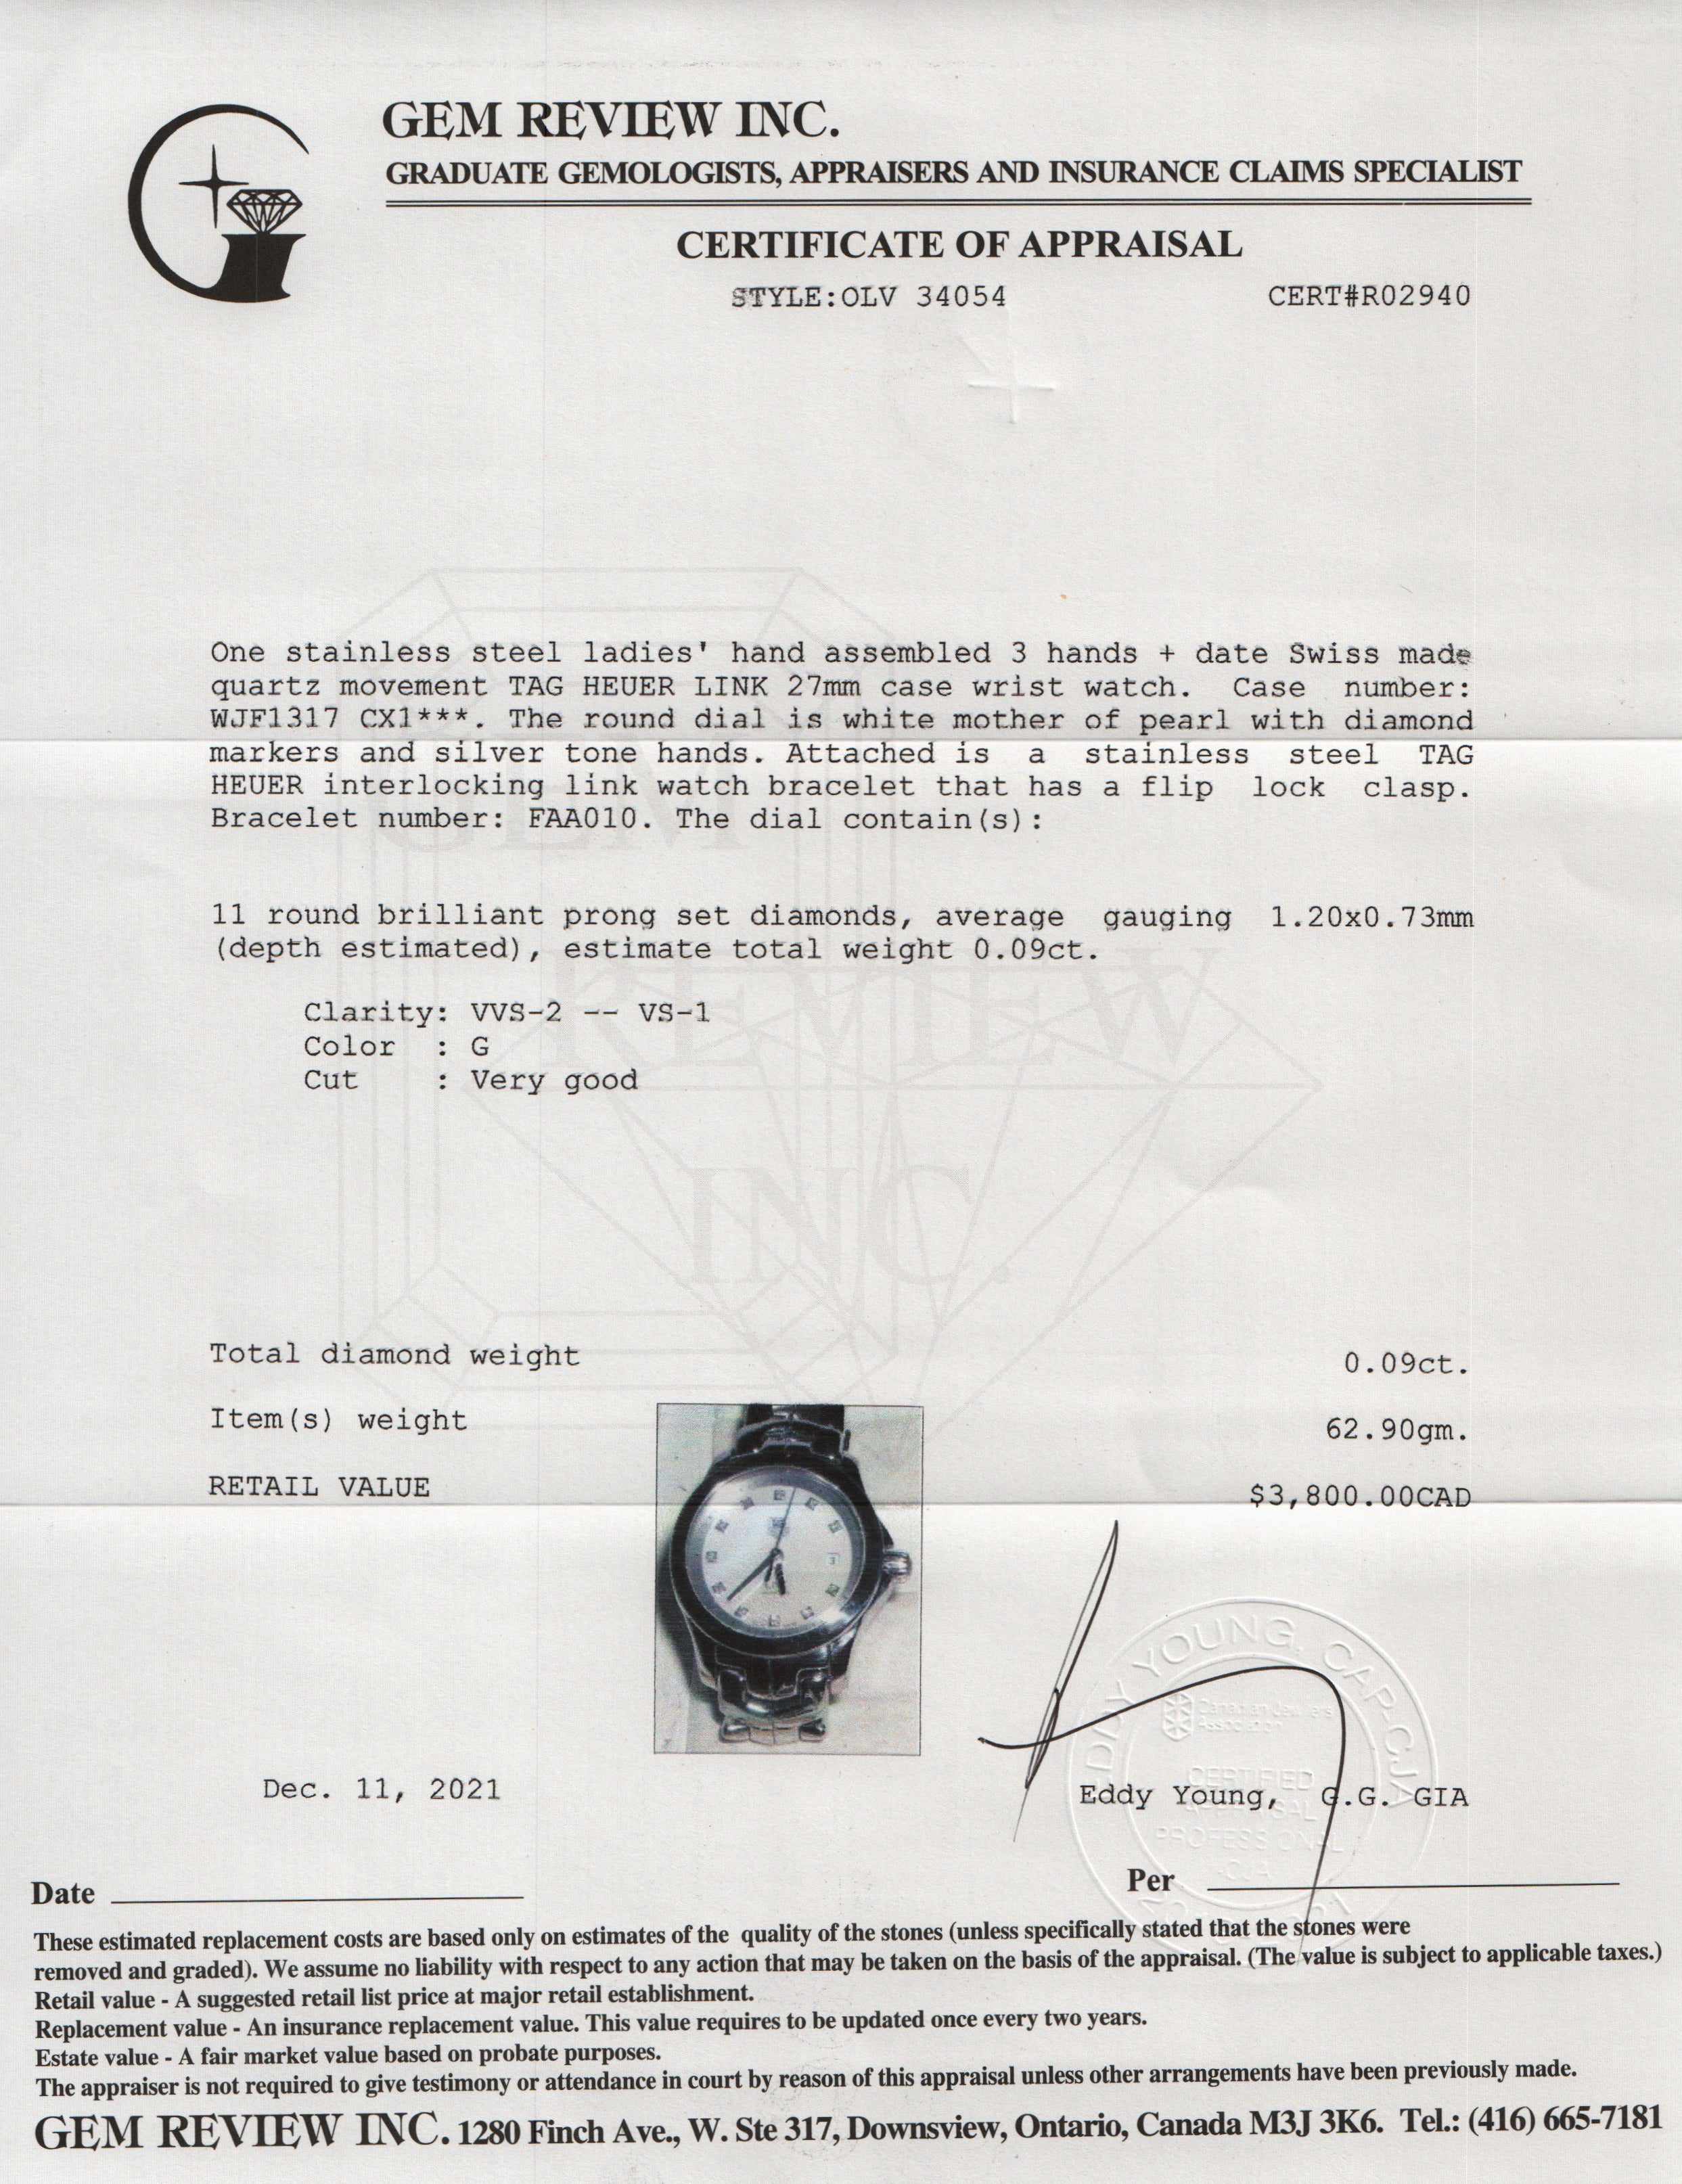 GEM REVIEW INC.
GRADUATE GEMOLOGISTS, APPRAISERS AND INSURANCE CLAIMS SPECIALIST
CERTIFICATE OF APPRAISAL
STYLE:OLV 34054 CERT#R02940
One stainless steel ladies' hand assembled 3 hands + date Swiss made
quartz movement TAG HEUER LINK 27mm case wrist watch. Case number:
WJF1317 CX1***. The round dial is white mother of pearl with diamond
markers and silver tone hands. Attached is a stainless steel TAG
HEUER interlocking link watch bracelet that has a flip lock clasp.
Bracelet number: FAA010. The dial contain(s):
GEM
11 round brilliant prong set diamonds, average gauging 1.20x0.73mm
(depth estimated), estimate total weight 0.09ct.
REVIEW
Clarity: VVS-2 -- VS-1
Color : G
Cut : Very good
INC.
Total diamond weight 0.09ct.
Item(s) weight 62.90gm.
RETAIL VALUE $3,800.00CAD
EDDY YOUNG, CAP-CJA
Canadian Jewellers
Association
CERTIFIED
APPRAISAL
PROFESSIONAL
Dec. 11, 2021 Eddy Young, G.G. GIA
Date Per
These estimated replacement costs are based only on estimates of the quality of the stones (unless specifically stated that the stones were
removed and graded). We assume no liability with respect to any action that may be taken on the basis of the appraisal. (The value is subject to applicable taxes.)
Retail value - A suggested retail list price at major retail establishment.
Replacement value - An insurance replacement value. This value requires to be updated once every two years.
Estate value - A fair market value based on probate purposes.
The appraiser is not required to give testimony or attendance in court by reason of this appraisal unless other arrangements have been previously made.
GEM REVIEW INC. 1280 Finch Ave., W. Ste 317, Downsview, Ontario, Canada M3J 3K6. Tel.: (416) 665-7181